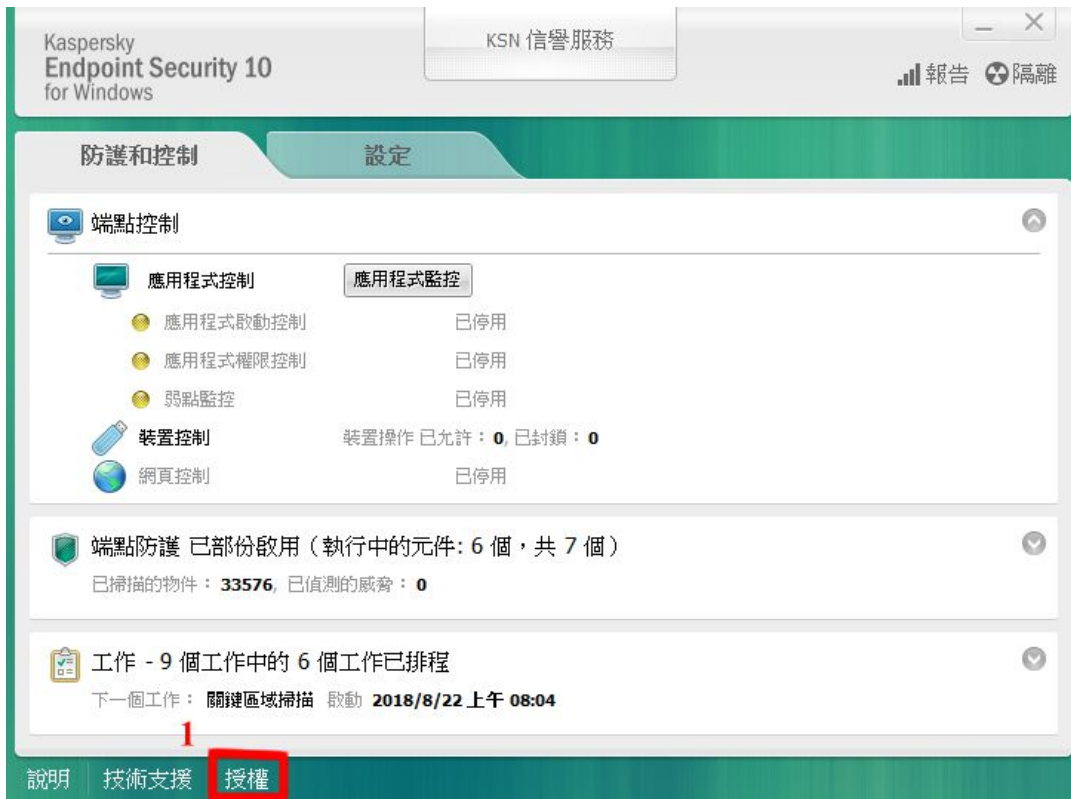 Kaspersky
Endpoint Security 10
for Windows
KSN 信譽服務
報告 隔離
防護和控制 設定
端點控制
應用程式控制 應用程式監控
應用程式啟動控制 已停用
應用程式權限控制 已停用
弱點監控 已停用
裝置控制 裝置操作 已允許：0, 已封鎖：0
網頁控制 已停用
端點防護 已部份啟用（執行中的元件: 6 個，共 7 個）
已掃描的物件：33576, 已偵測的威脅：0
工作 - 9 個工作中的 6 個工作已排程
下一個工作： 關鍵區域掃描 啟動 2018/8/22 上午 08:04
1
說明 技術支援 授權